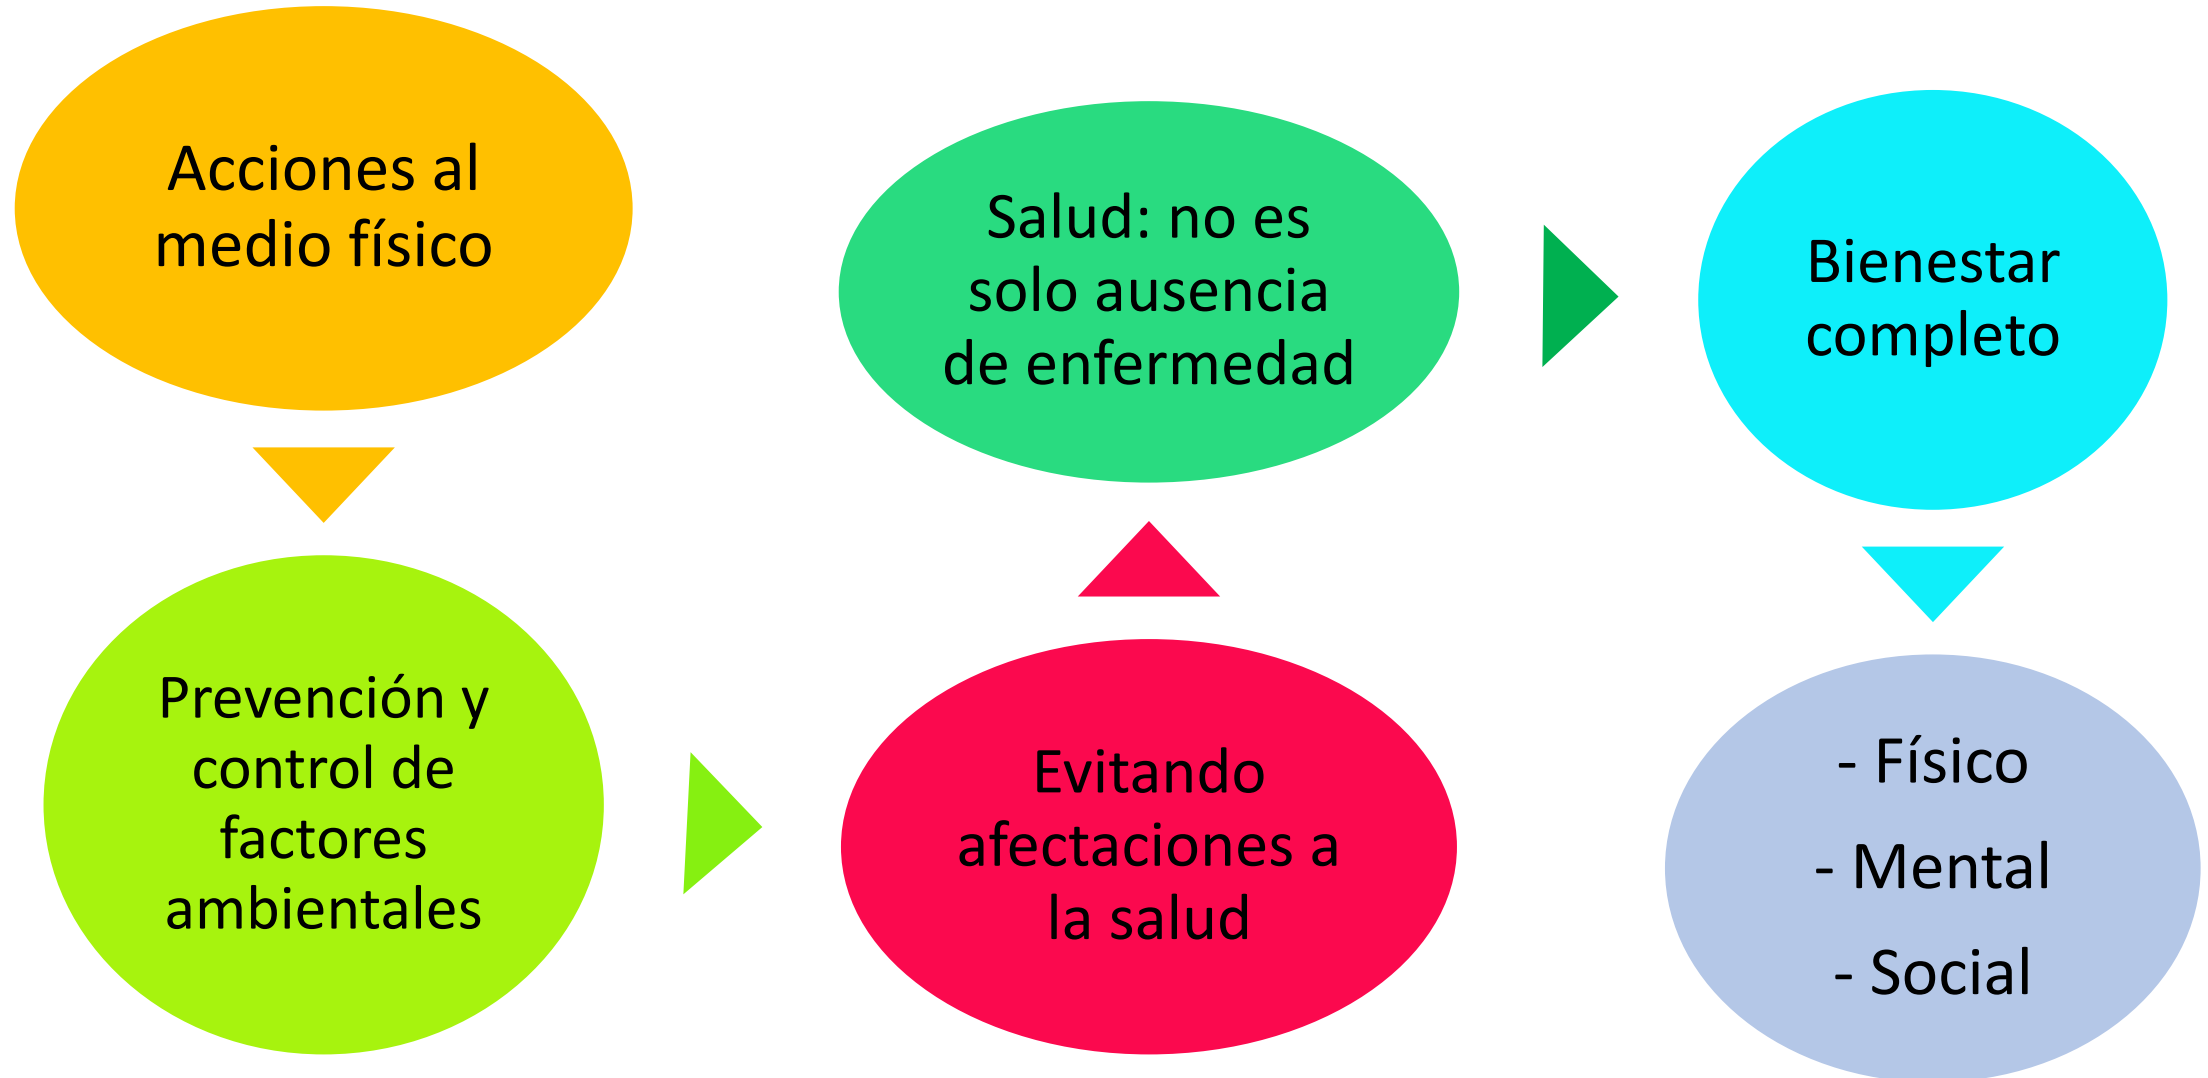 Acciones al
medio físico
Prevención y
control de
factores
ambientales
Evitando
afectaciones a
la salud
Salud: no es
solo ausencia
de enfermedad
Bienestar
completo
- Físico
- Mental
- Social